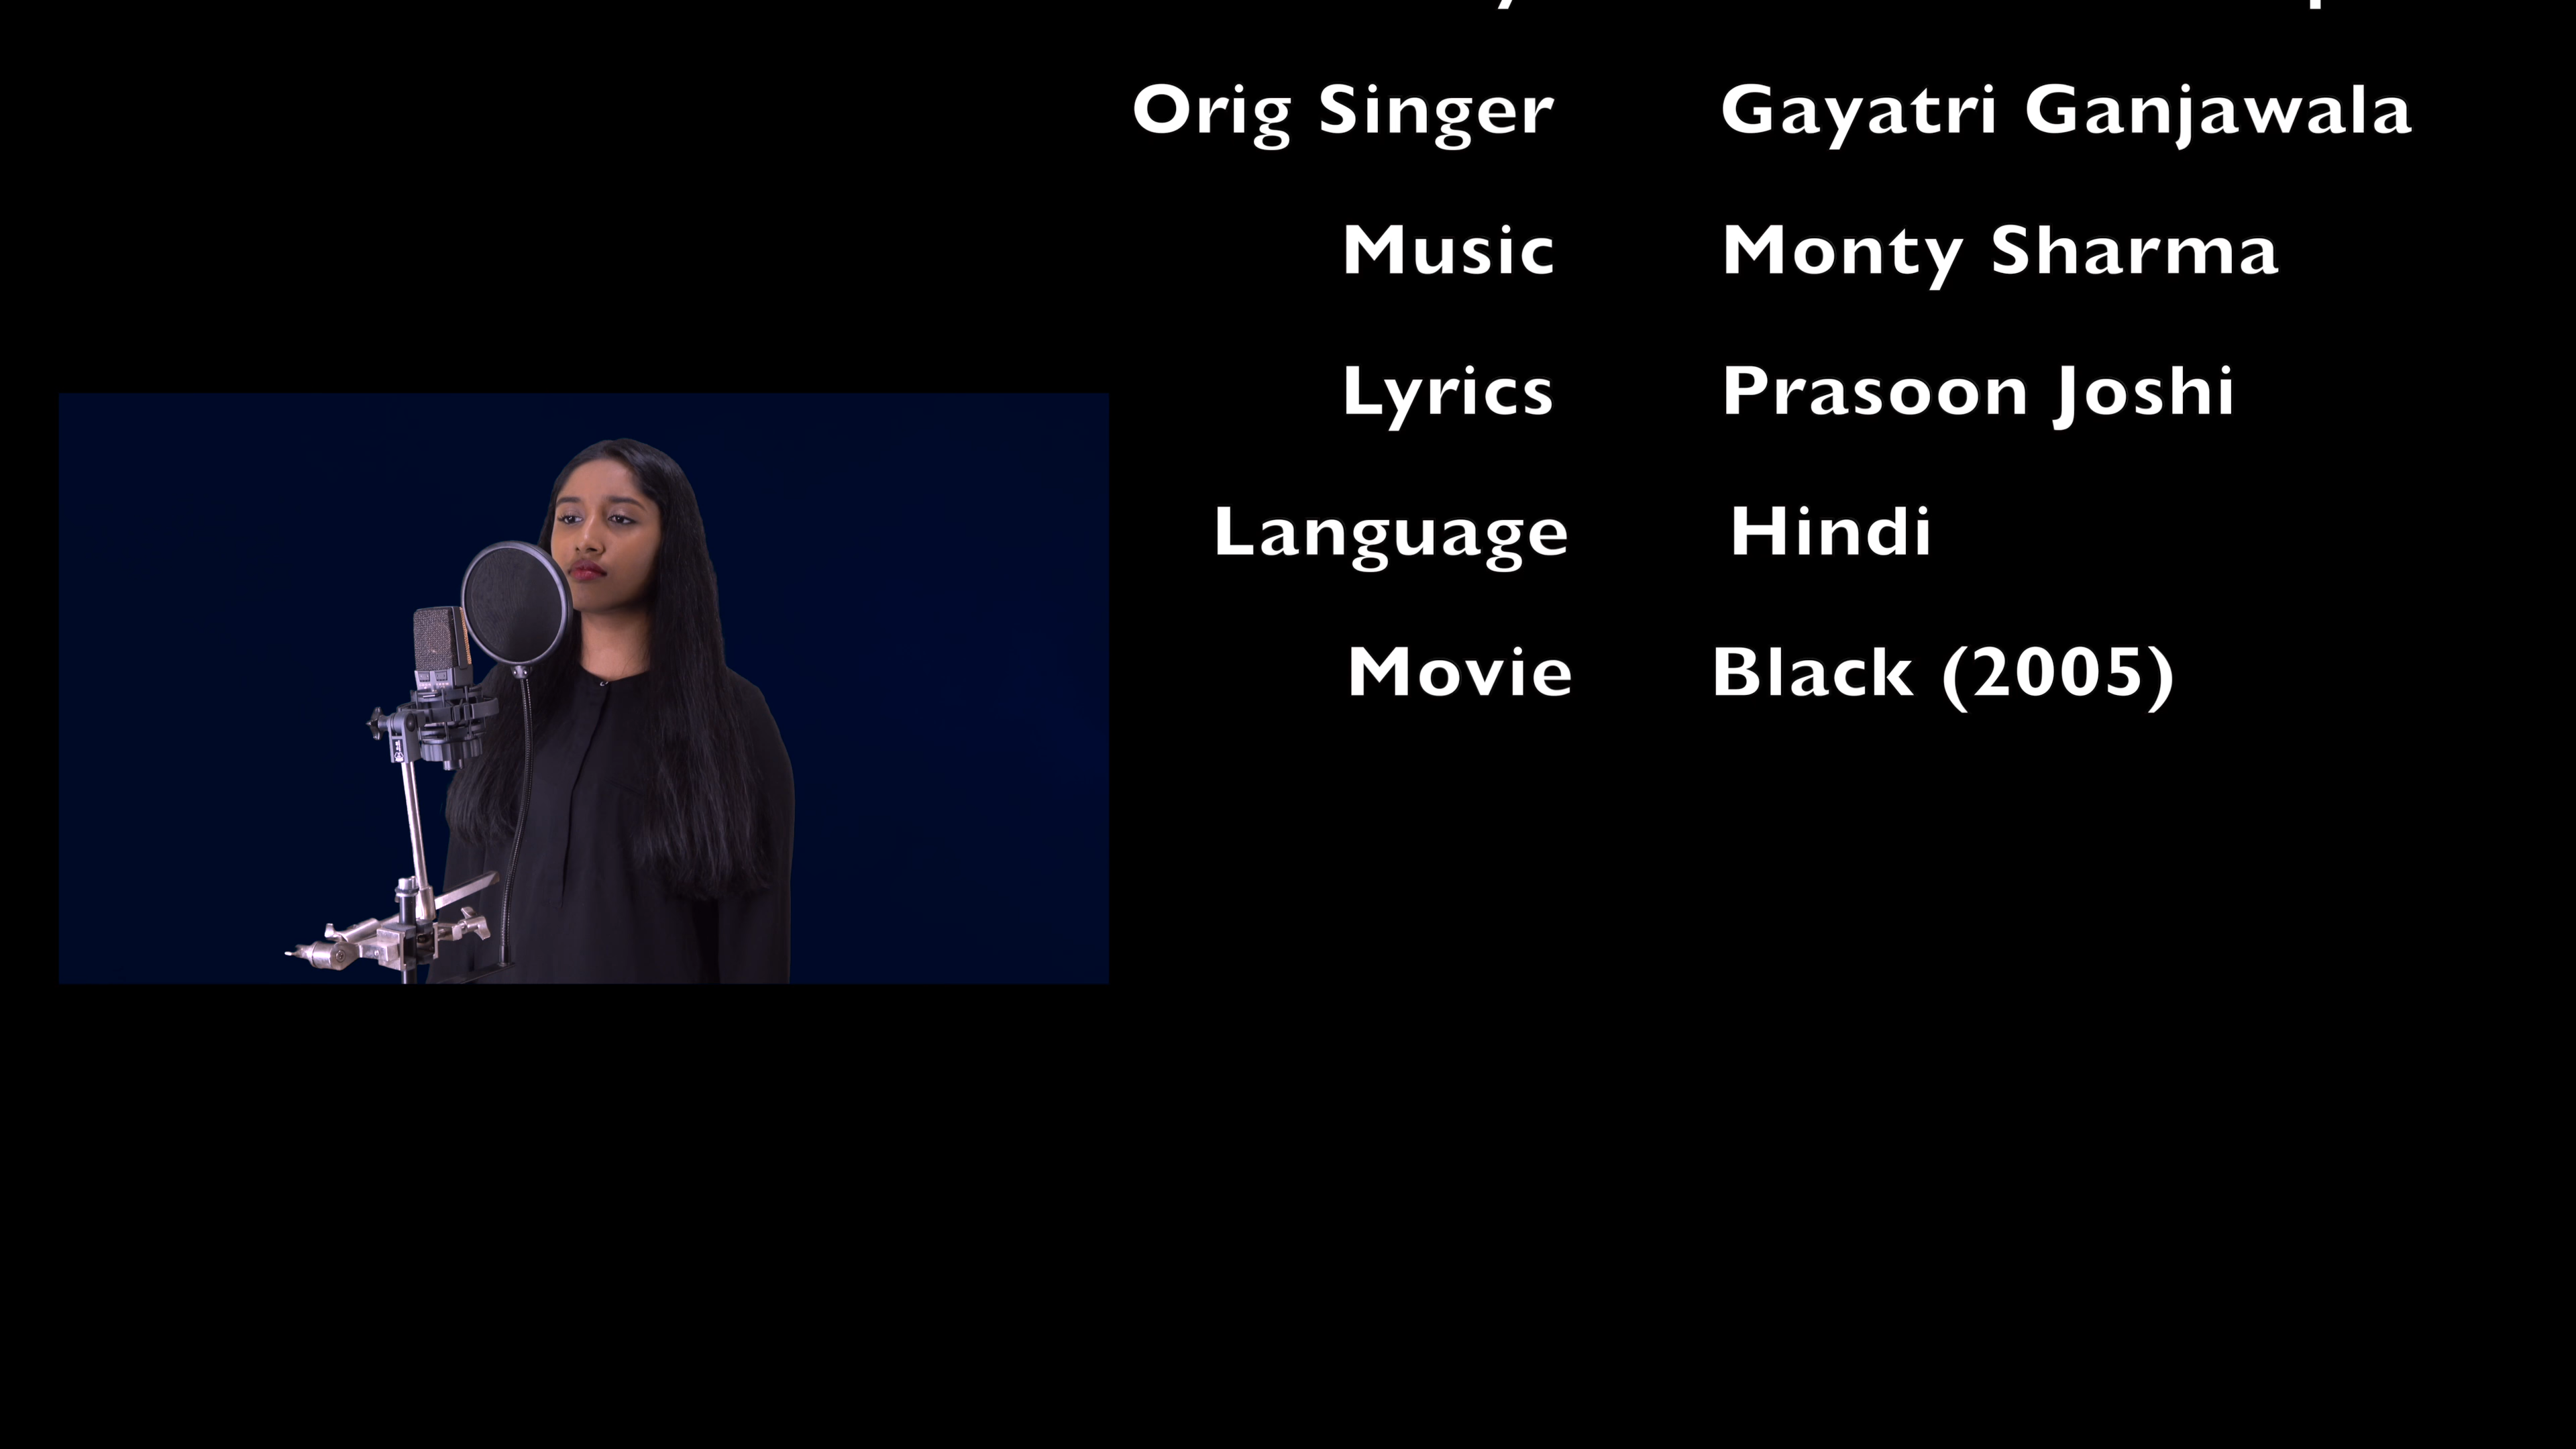 Orig Singer Gayatri Ganjawala
Music Monty Sharma
Lyrics Prasoon Joshi
Language Hindi
Movie Black (2005)